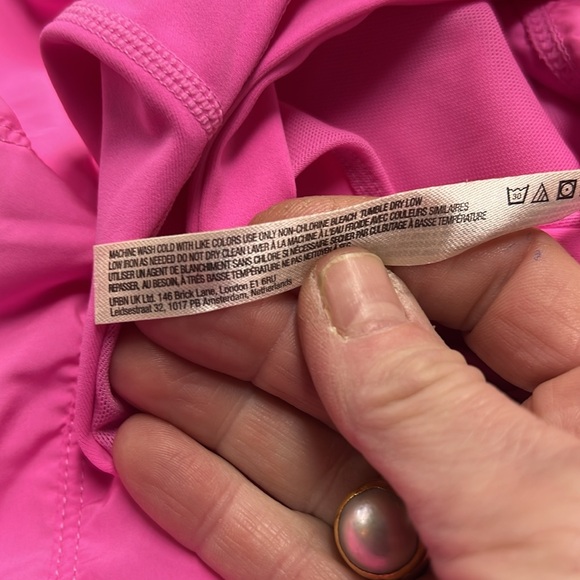 MACHINE WASH COLD WITH LIKE COLORS USE ONLY NON-CHLORINE BLEACH TUMBLE DRY LOW
LOW IRON AS NEEDED DO NOT DRY CLEAN LAVER À LA MACHINE À L'EAU FROIDE AVEC COULEURS SIMILAIRES
UTILISER UN AGENT DE BLANCHIMENT SANS CHLORE SI NÉCESSAIRE SÉCHER PAR CULBUTAGE À BASSE TEMPÉRATURE
REPASSER, AU BESOIN, À TRÈS BASSE TEMPÉRATURE NE PAS NETTOYER À
URBN UK Ltd. 146 Brick Lane, London E1 6RU
Leidsestraat 32, 1017 PB Amsterdam, Netherlands
30